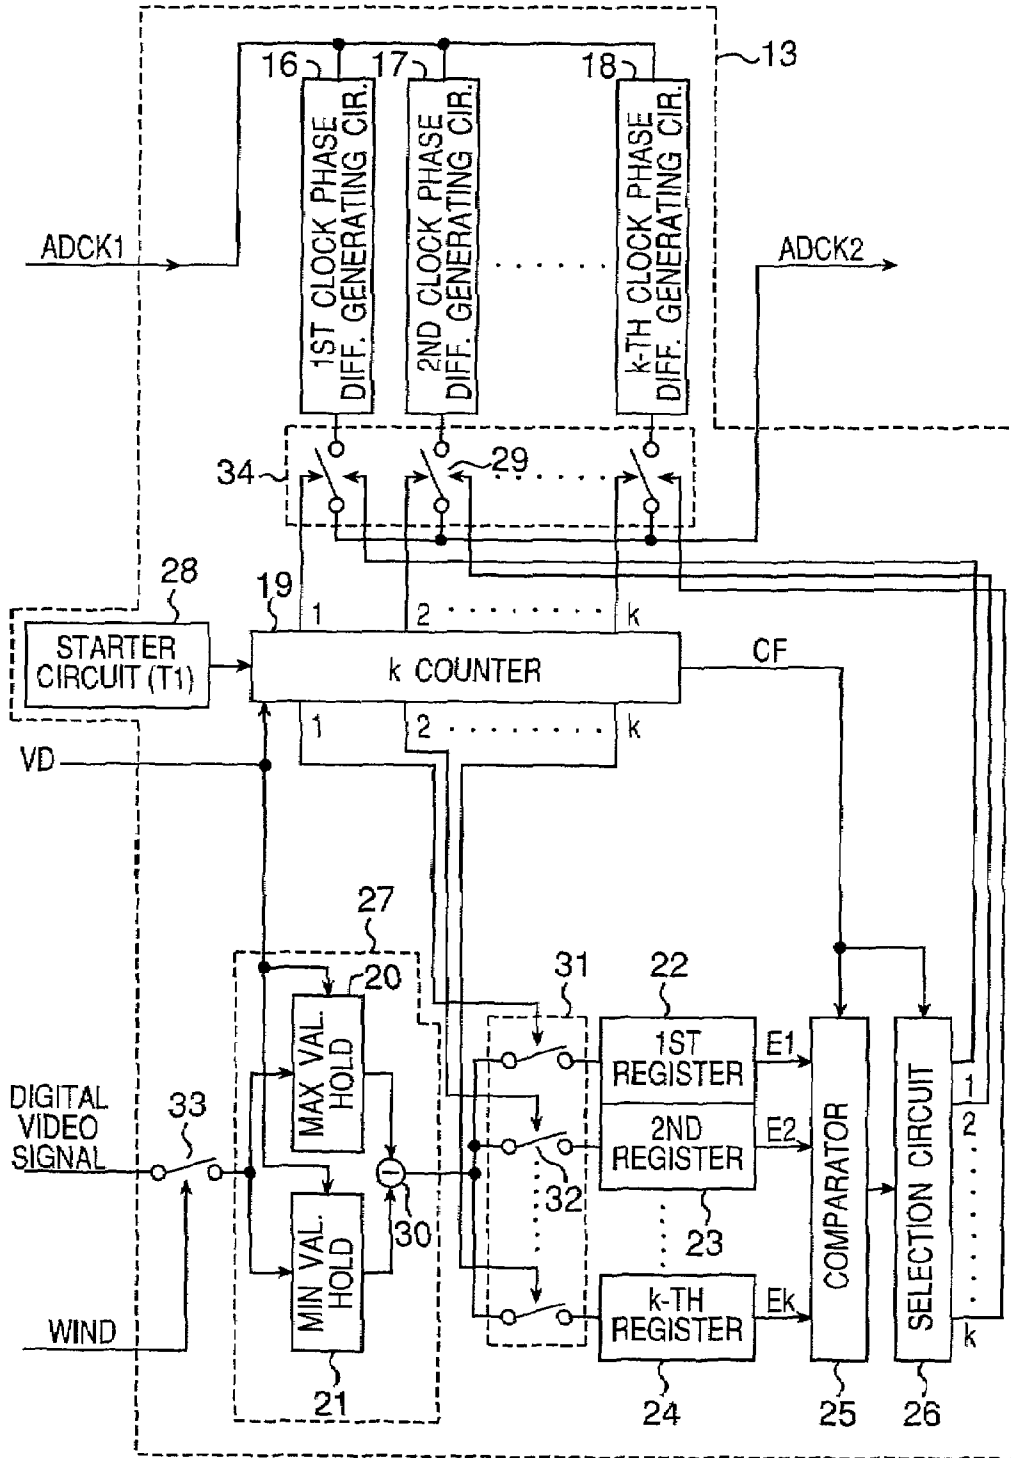 13
16
17
18
1ST CLOCK PHASE
DIFF. GENERATING CIR.
2ND CLOCK PHASE
DIFF. GENERATING CIR.
k-TH CLOCK PHASE
DIFF. GENERATING CIR.
ADCK1
ADCK2
34
29
28
19
1
2
k
STARTER
CIRCUIT (T1)
k COUNTER
CF
1
2
k
VD
27
20
31
22
MAX VAL.
HOLD
1ST
REGISTER
E1
DIGITAL
VIDEO
SIGNAL
33
30
32
2ND
REGISTER
E2
23
COMPARATOR
SELECTION CIRCUIT
1
2
k
MIN VAL.
HOLD
k-TH
REGISTER
Ek
WIND
21
24
25
26